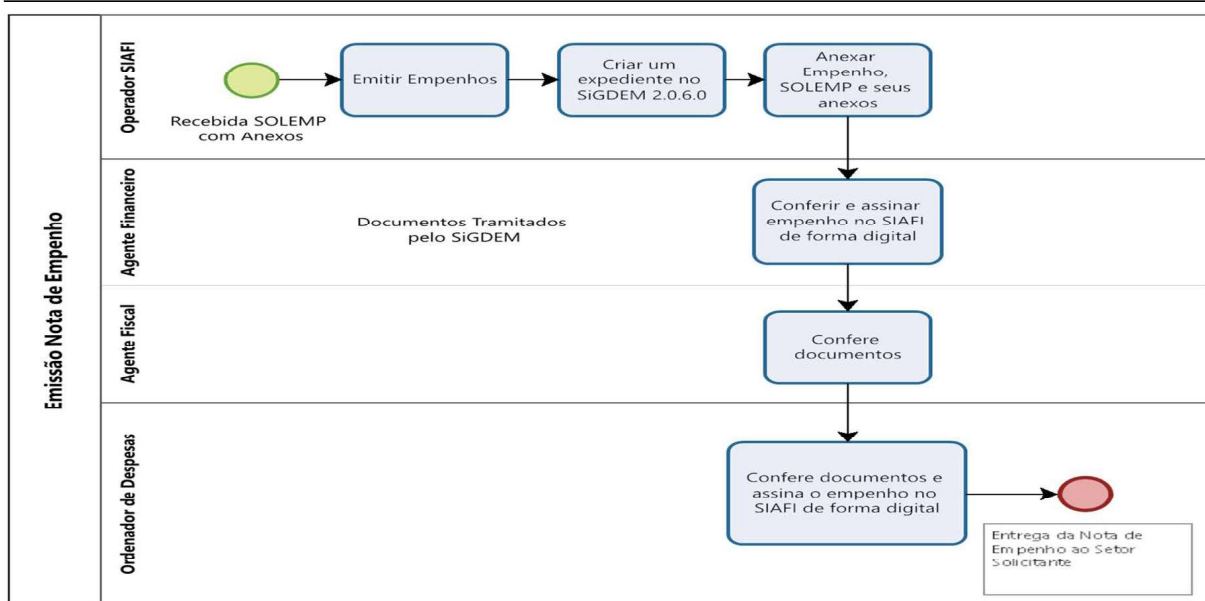 Emissão Nota de Empenho
Operador SIAFI
Recebida SOLEMP
com Anexos
Emitir Empenhos
Criar um
expediente no
SiGDEM 2.0.6.0
Anexar
Empenho,
SOLEMP e seus
anexos
Agente Financeiro
Documentos Tramitados
pelo SiGDEM
Conferir e assinar
empenho no SIAFI
de forma digital
Agente Fiscal
Confere
documentos
Ordenador de Despesas
Confere documentos e
assina o empenho no
SIAFI de forma digital
Entrega da Nota de
Empenho ao Setor
Solicitante